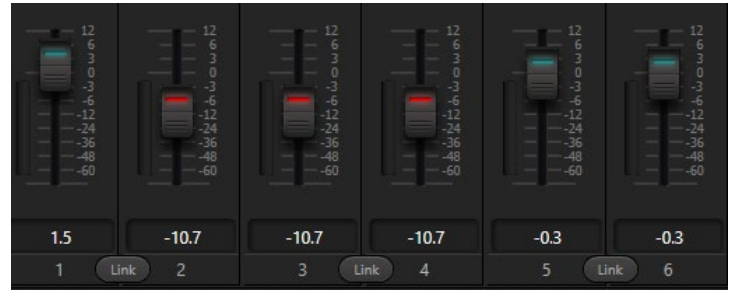 12 12 12 12 12 12
6 6 6 6 6 6
3 3 3 3 3 3
0 0 0 0 0 0
-3 -3 -3 -3 -3 -3
-6 -6 -6 -6 -6 -6
-12 -12 -12 -12 -12 -12
-24 -24 -24 -24 -24 -24
-36 -36 -36 -36 -36 -36
-48 -48 -48 -48 -48 -48
-60 -60 -60 -60 -60 -60
1.5 -10.7 -10.7 -10.7 -0.3 -0.3
1 Link 2 3 Link 4 5 Link 6